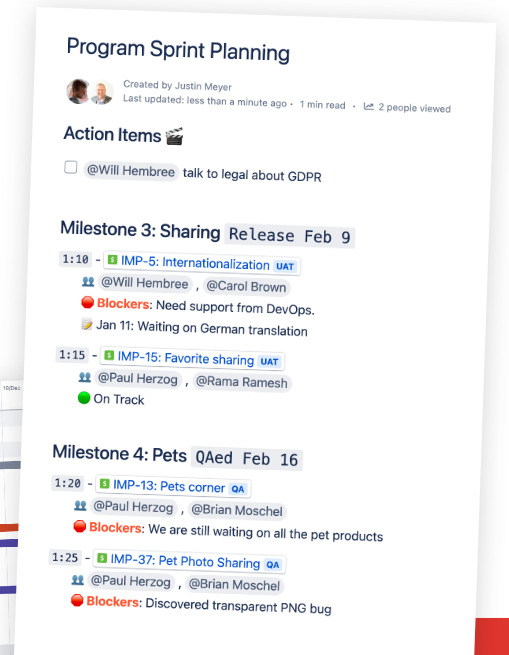 Program Sprint Planning
Created by Justin Meyer
Last updated: less than a minute ago · 1 min read · 2 people viewed
Action Items 🎬
@Will Hembree talk to legal about GDPR
Milestone 3: Sharing Release Feb 9
1:10 - IMP-5: Internationalization UAT
@Will Hembree , @Carol Brown
Blockers: Need support from DevOps.
Jan 11: Waiting on German translation
1:15 - IMP-15: Favorite sharing UAT
@Paul Herzog , @Rama Ramesh
On Track
Milestone 4: Pets QAed Feb 16
1:20 - IMP-13: Pets corner QA
@Paul Herzog , @Brian Moschel
Blockers: We are still waiting on all the pet products
1:25 - IMP-37: Pet Photo Sharing QA
@Paul Herzog , @Brian Moschel
Blockers: Discovered transparent PNG bug
19/Dec